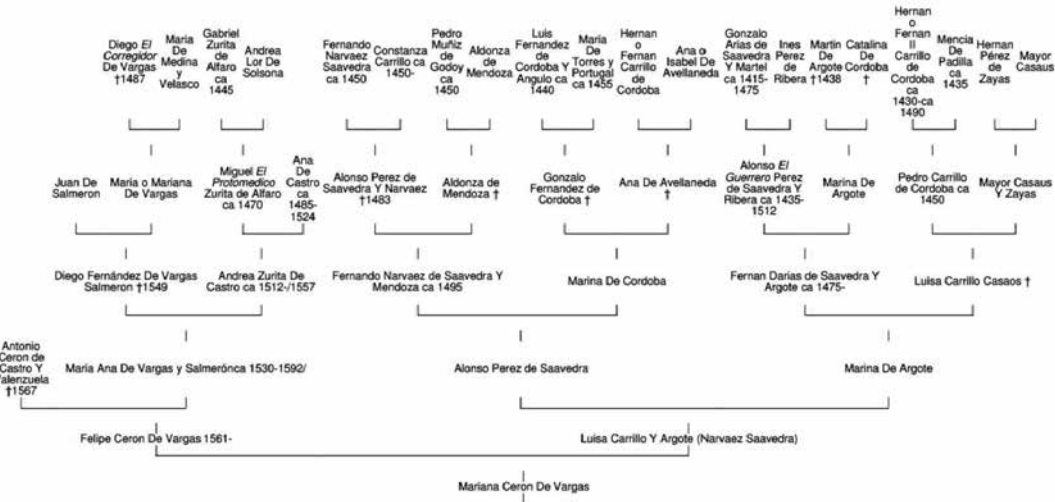 Diego El
Corregidor
De Vargas
†1487
Maria
De
Medina
y
Velasco
Gabriel
Zurita
de
Alfaro
ca
1445
Andrea
Lor De
Solsona
Fernando
Narvaez
Saavedra
ca 1450
Constanza
Carrillo ca
1450-
Pedro
Muñiz
de
Godoy
ca
1450
Aldonza
de
Mendoza
Luis
Fernandez
de
Cordoba Y
Angulo ca
1440
Maria
De
Torres y
Portugal
ca 1455
Hernan
o
Fernan
Carrillo
de
Cordoba
Ana o
Isabel De
Avellaneda
Gonzalo
Arias de
Saavedra
Y Martel
ca 1415-
1475
Ines
Perez
de
Ribera
Martin
De
Argote
†1438
Catalina
De
Cordoba
†
Hernan
o
Fernan
II
Carrillo
de
Cordoba
ca
1430-ca
1490
Mencia
De
Padilla
ca
1435
Hernan
Pérez
de
Zayas
Mayor
Casaus
Juan De
Salmeron
Maria o Mariana
De Vargas
Miguel El
Protomedico
Zurita de Alfaro
ca 1470
Ana
De
Castro
ca
1485-
1524
Alonso Perez de
Saavedra Y Narvaez
†1483
Aldonza de
Mendoza †
Gonzalo
Fernandez de
Cordoba †
Ana De Avellaneda
†
Alonso El
Guerrero Perez
de Saavedra Y
Ribera ca 1435-
1512
Marina De
Argote
Pedro Carrillo
de Cordoba ca
1450
Mayor Casaus
Y Zayas
Diego Fernández De Vargas
Salmeron †1549
Andrea Zurita De
Castro ca 1512-/1557
Fernando Narvaez de Saavedra Y
Mendoza ca 1495
Marina De Cordoba
Fernan Darias de Saavedra Y
Argote ca 1475-
Luisa Carrillo Casaos †
Antonio
Ceron de
Castro Y
Valenzuela
†1567
Maria Ana De Vargas y Salmerónca 1530-1592/
Alonso Perez de Saavedra
Marina De Argote
Felipe Ceron De Vargas 1561-
Luisa Carrillo Y Argote (Narvaez Saavedra)
Mariana Ceron De Vargas